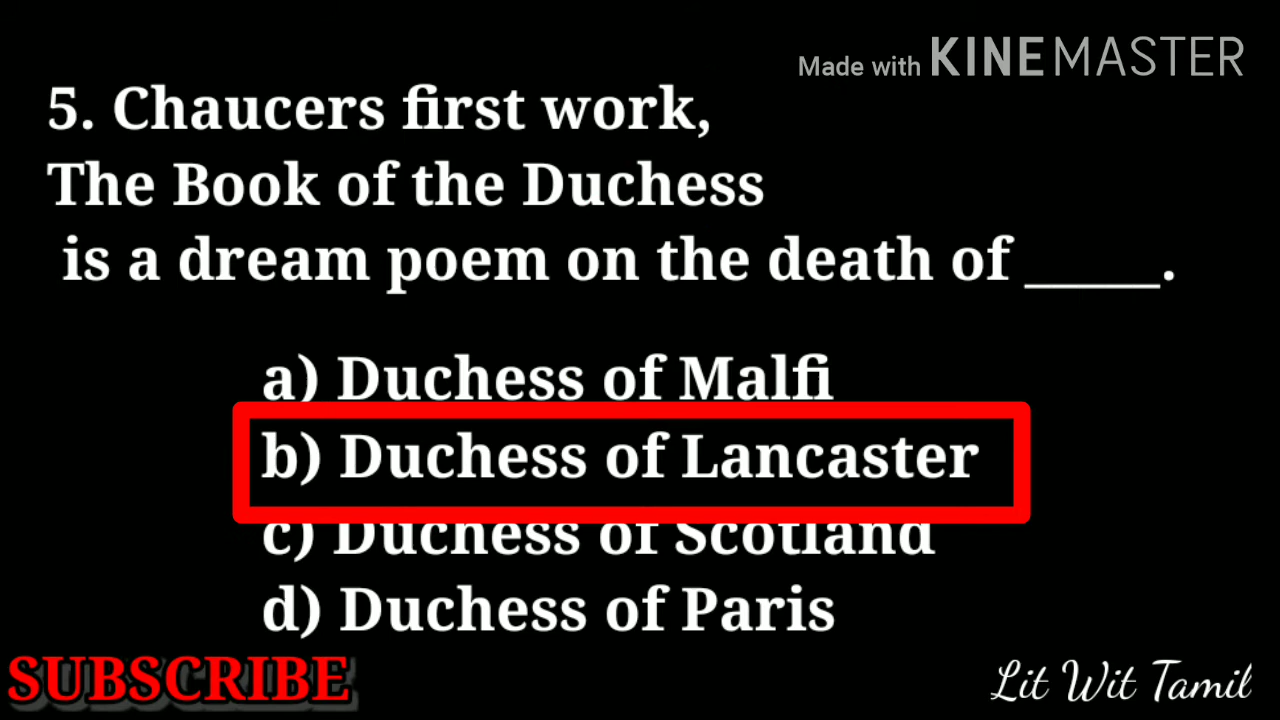 Made with KINEMASTER
5. Chaucers first work,
The Book of the Duchess
is a dream poem on the death of _____.
a) Duchess of Malfi
b) Duchess of Lancaster
c) Duchess of Scotland
d) Duchess of Paris
SUBSCRIBE
Lit Wit Tamil